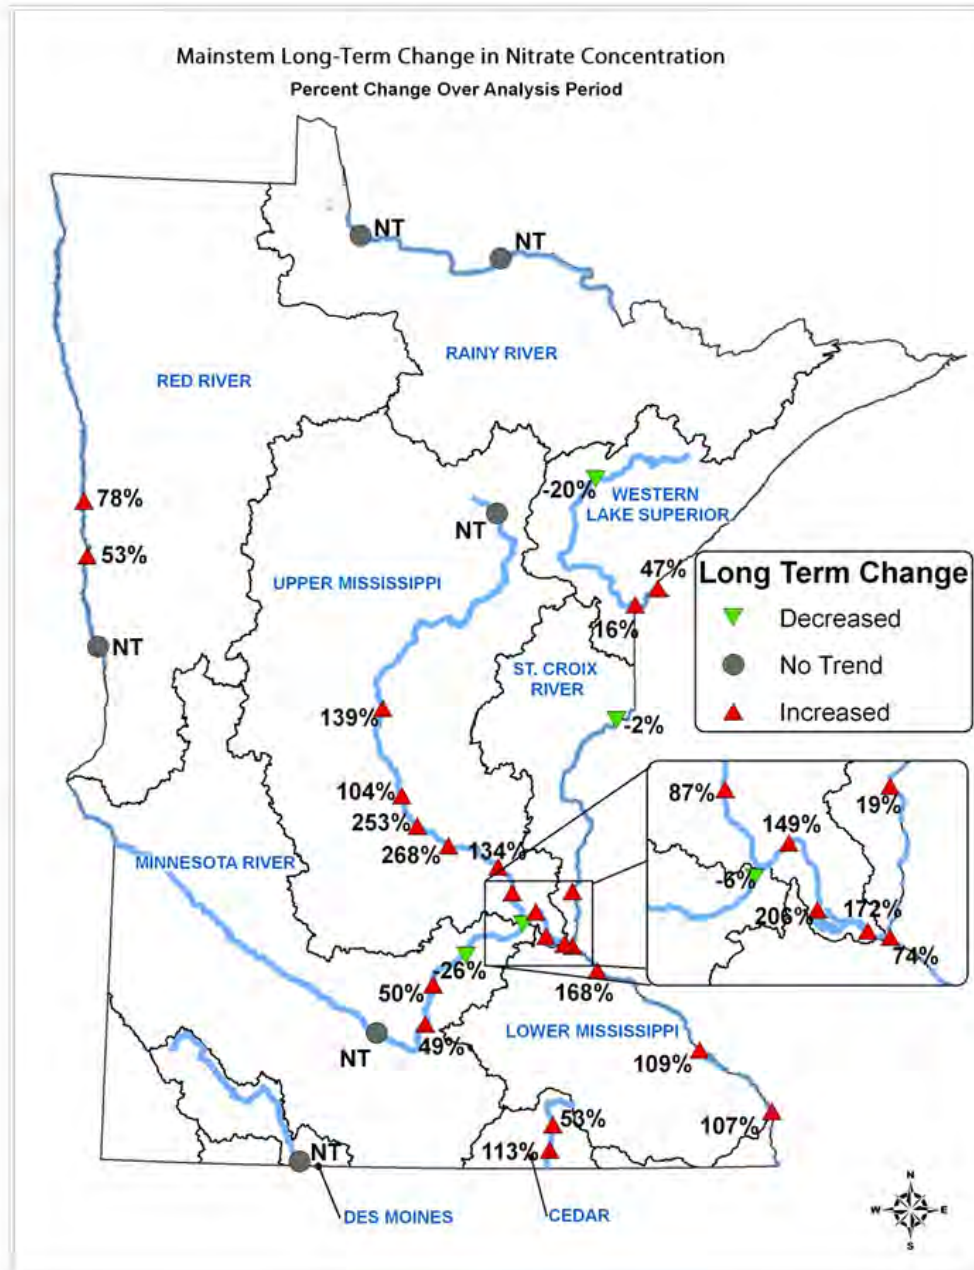 Mainstem Long-Term Change in Nitrate Concentration
Percent Change Over Analysis Period
NT
NT
RAINY RIVER
RED RIVER
-20%
WESTERN
LAKE SUPERIOR
78%
NT
53%
Long Term Change
Decreased
No Trend
Increased
UPPER MISSISSIPPI
47%
16%
NT
ST. CROIX
RIVER
139%
-2%
104%
253%
268%
134%
87%
19%
149%
-6%
206%
172%
74%
MINNESOTA RIVER
-26%
50%
168%
49%
NT
LOWER MISSISSIPPI
109%
107%
53%
113%
NT
DES MOINES
CEDAR
N
W
E
S